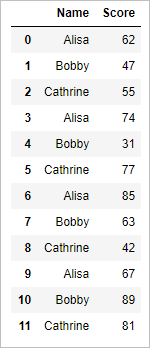 Name Score
0 Alisa 62
1 Bobby 47
2 Cathrine 55
3 Alisa 74
4 Bobby 31
5 Cathrine 77
6 Alisa 85
7 Bobby 63
8 Cathrine 42
9 Alisa 67
10 Bobby 89
11 Cathrine 81